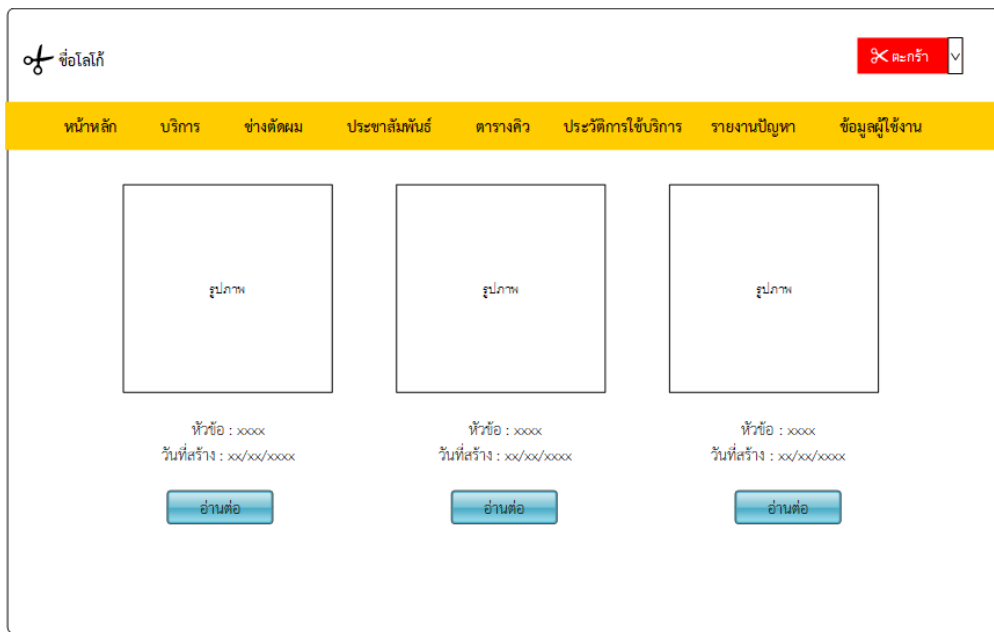 ชื่อโลโก้
ตะกร้า
หน้าหลัก บริการ ช่างตัดผม ประชาสัมพันธ์ ตารางคิว ประวัติการใช้บริการ รายงานปัญหา ข้อมูลผู้ใช้งาน
รูปภาพ รูปภาพ รูปภาพ
หัวข้อ : xxxx หัวข้อ : xxxx หัวข้อ : xxxx
วันที่สร้าง : xx/xx/xxxx วันที่สร้าง : xx/xx/xxxx วันที่สร้าง : xx/xx/xxxx
อ่านต่อ อ่านต่อ อ่านต่อ